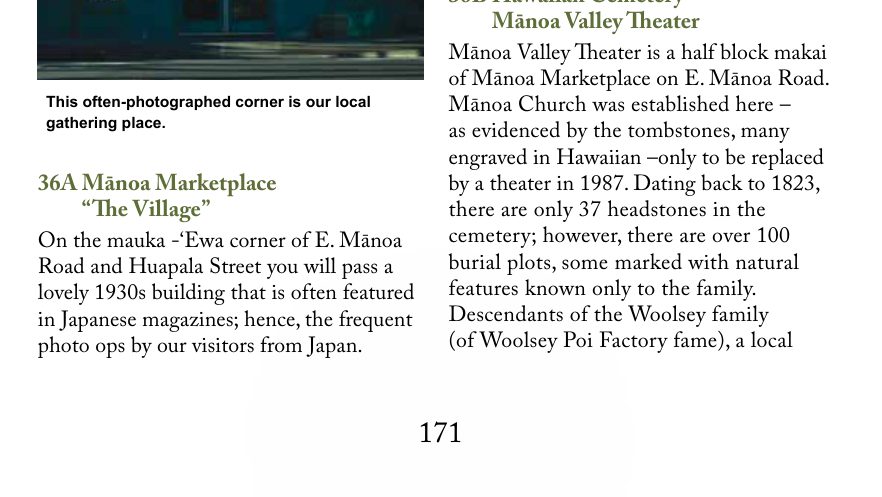 This often-photographed corner is our local
gathering place.
36A Mānoa Marketplace
“The Village”
On the mauka -‘Ewa corner of E. Mānoa
Road and Huapala Street you will pass a
lovely 1930s building that is often featured
in Japanese magazines; hence, the frequent
photo ops by our visitors from Japan.
36B Hawaiian Cemetery
Mānoa Valley Theater
Mānoa Valley Theater is a half block makai
of Mānoa Marketplace on E. Mānoa Road.
Mānoa Church was established here –
as evidenced by the tombstones, many
engraved in Hawaiian –only to be replaced
by a theater in 1987. Dating back to 1823,
there are only 37 headstones in the
cemetery; however, there are over 100
burial plots, some marked with natural
features known only to the family.
Descendants of the Woolsey family
(of Woolsey Poi Factory fame), a local
171